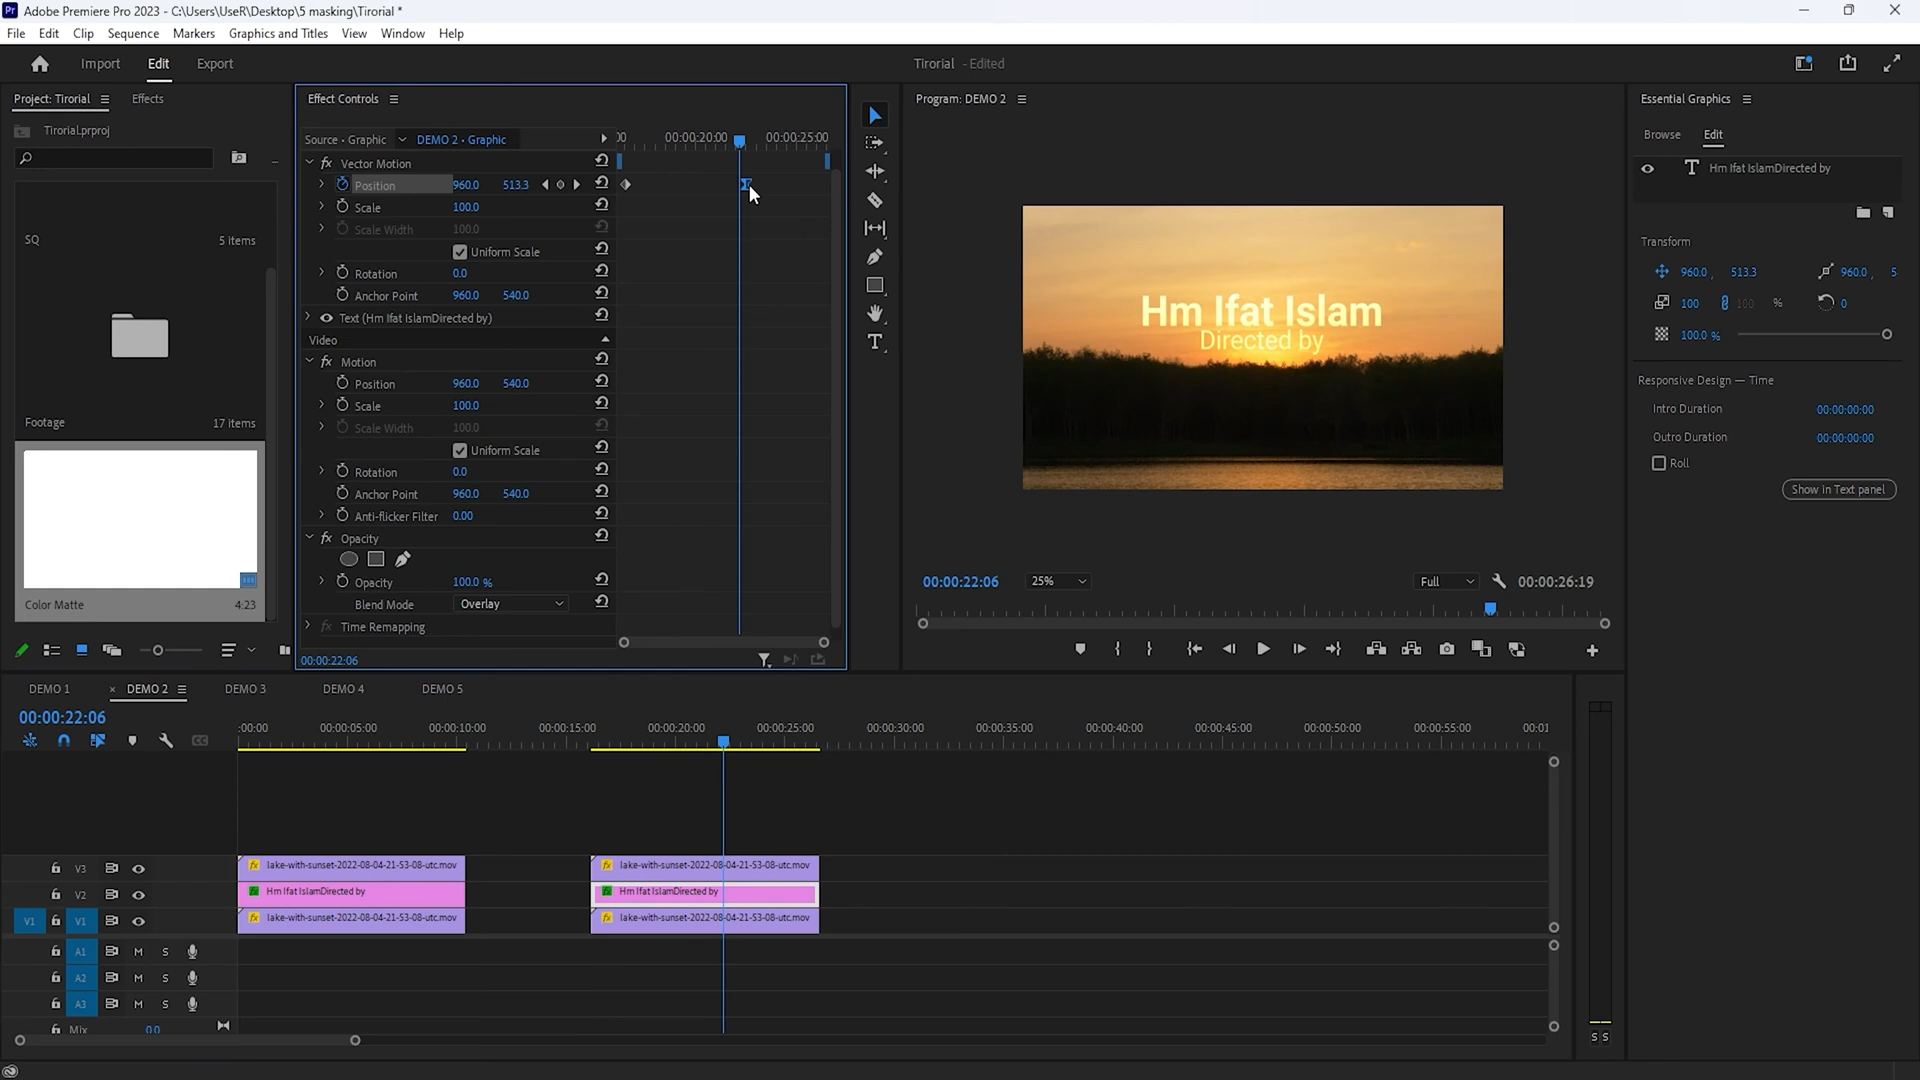 Pr Adobe Premiere Pro 2023 - C:\Users\UseR\Desktop\5 masking\Tirorial *
File Edit Clip Sequence Markers Graphics and Titles View Window Help
Import Edit Export
Tirorial - Edited
Project: Tirorial
Effects
Tirorial.prproj
SQ
5 items
Footage
17 items
Color Matte
4:23
Effect Controls
Source • Graphic
DEMO 2 • Graphic
00 00:00:20:00 00:00:25:00
fx Vector Motion
Position 960.0 513.3
Scale 100.0
Scale Width 100.0
Uniform Scale
Rotation 0.0
Anchor Point 960.0 540.0
Text (Hm Ifat IslamDirected by)
Video
fx Motion
Position 960.0 540.0
Scale 100.0
Scale Width 100.0
Uniform Scale
Rotation 0.0
Anchor Point 960.0 540.0
Anti-flicker Filter 0.00
fx Opacity
Opacity 100.0 %
Blend Mode Overlay
fx Time Remapping
00:00:22:06
T
Program: DEMO 2
Hm Ifat Islam
Directed by
00:00:22:06
25%
Full
00:00:26:19
Essential Graphics
Browse Edit
T Hm Ifat IslamDirected by
Transform
960.0 , 513.3
960.0 , 5
100 100 %
0
100.0 %
Responsive Design — Time
Intro Duration 00:00:00:00
Outro Duration 00:00:00:00
Roll
Show in Text panel
DEMO 1
× DEMO 2
DEMO 3
DEMO 4
DEMO 5
00:00:22:06
CC
:00:00 00:00:05:00 00:00:10:00 00:00:15:00 00:00:20:00 00:00:25:00 00:00:30:00 00:00:35:00 00:00:40:00 00:00:45:00 00:00:50:00 00:00:55:00 00:01
V3
fx lake-with-sunset-2022-08-04-21-53-08-utc.mov
fx lake-with-sunset-2022-08-04-21-53-08-utc.mov
V2
fx Hm Ifat IslamDirected by
fx Hm Ifat IslamDirected by
V1 V1
fx lake-with-sunset-2022-08-04-21-53-08-utc.mov
fx lake-with-sunset-2022-08-04-21-53-08-utc.mov
A1 M S
A2 M S
A3 M S
Mix 0.0
S S